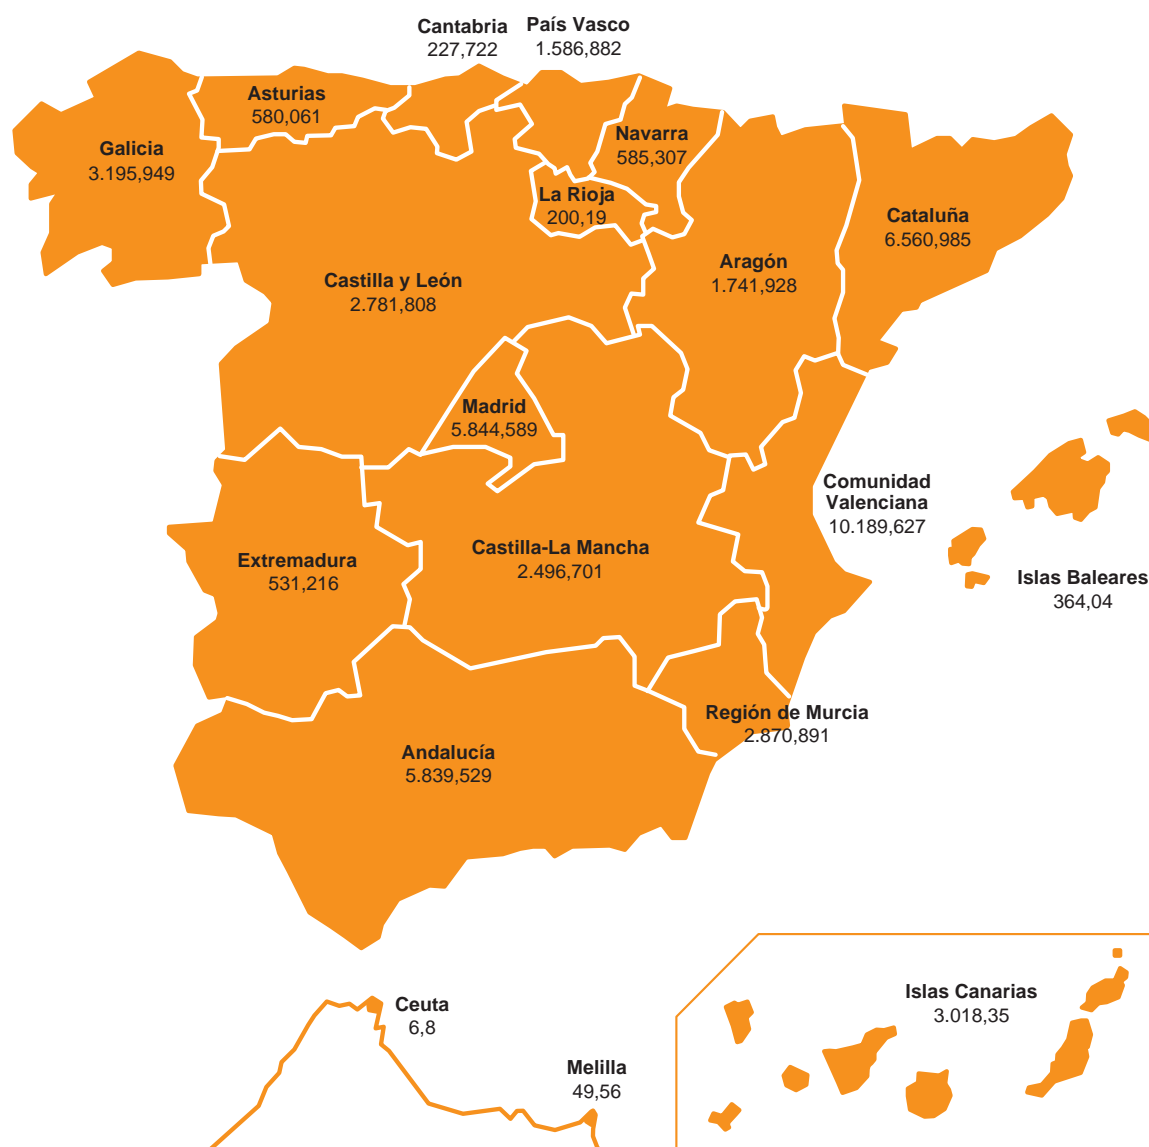 Cantabria
227,722
País Vasco
1.586,882
Asturias
580,061
Galicia
3.195,949
Navarra
585,307
La Rioja
200,19
Cataluña
6.560,985
Aragón
1.741,928
Castilla y León
2.781,808
Madrid
5.844,589
Comunidad
Valenciana
10.189,627
Castilla-La Mancha
2.496,701
Extremadura
531,216
Islas Baleares
364,04
Región de Murcia
2.870,891
Andalucía
5.839,529
Ceuta
6,8
Islas Canarias
3.018,35
Melilla
49,56